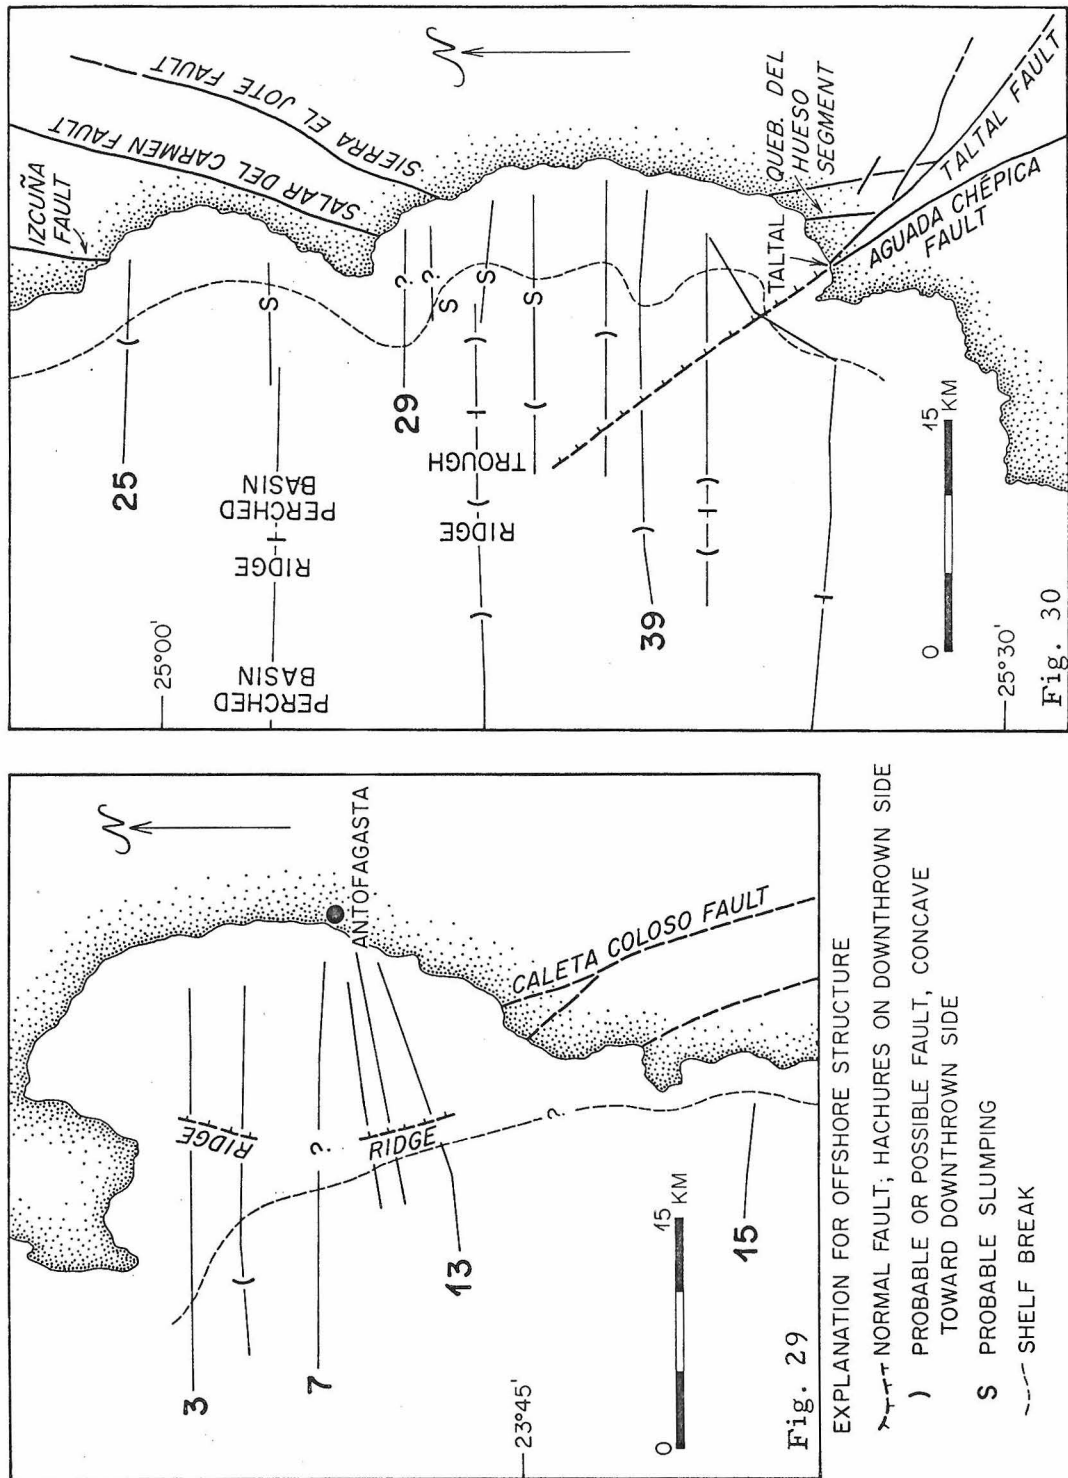 N
ANTOFAGASTA
CALETA COLOSO FAULT
RIDGE
RIDGE
?
?
3
7
13
15
23°45'
0
15
KM
Fig. 29
EXPLANATION FOR OFFSHORE STRUCTURE
NORMAL FAULT; HACHURES ON DOWNTHROWN SIDE
PROBABLE OR POSSIBLE FAULT, CONCAVE
TOWARD DOWNTHROWN SIDE
S PROBABLE SLUMPING
SHELF BREAK
N
IZCUÑA
FAULT
SALAR DEL CARMEN FAULT
SIERRA EL JOTE FAULT
25
25°00'
S
PERCHED
BASIN
RIDGE
PERCHED
BASIN
29
?
?
S
S
S
TROUGH
RIDGE
39
QUEB. DEL
HUESO
SEGMENT
TALTAL
TALTAL FAULT
AGUADA CHÉPICA
FAULT
0
15
KM
25°30'
Fig. 30